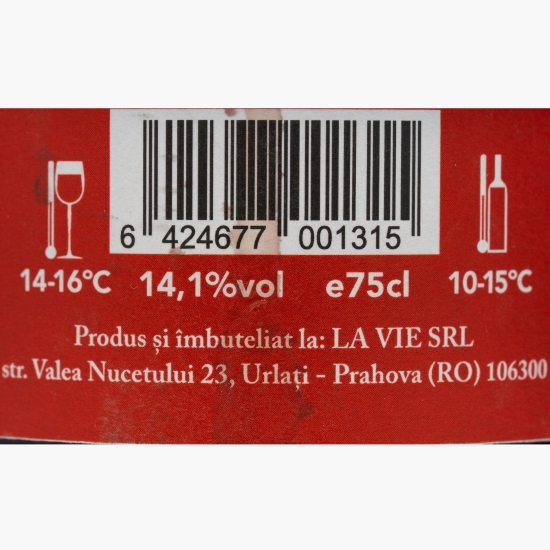 6 424677 001315
14-16°C 14,1%vol e75cl 10-15°C
Produs și îmbuteliat la: LA VIE SRL
str. Valea Nucetului 23, Urlați - Prahova (RO) 106300